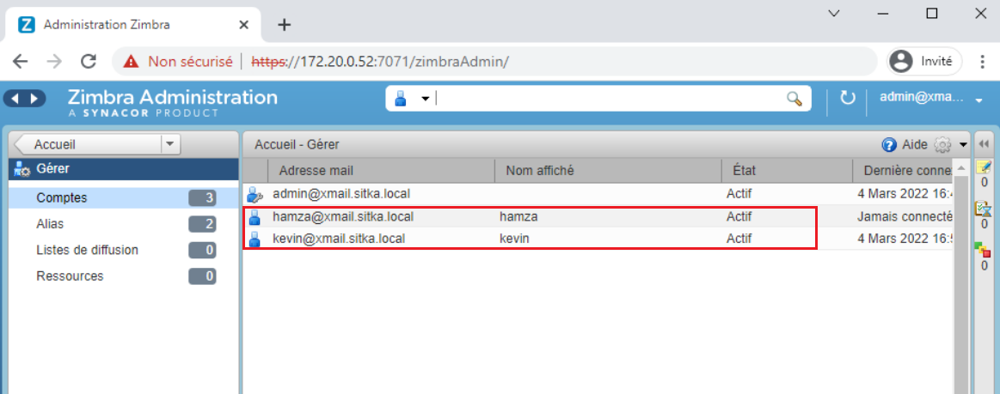 Administration Zimbra
Non sécurisé https://172.20.0.52:7071/zimbraAdmin/ Invité
Zimbra Administration
A SYNACOR PRODUCT
admin@xma...
Accueil
Accueil - Gérer
Aide
Gérer
Adresse mail Nom affiché État Dernière conne
Comptes 3
Alias 2
Listes de diffusion 0
Ressources 0
admin@xmail.sitka.local Actif 4 Mars 2022 16:4
hamza@xmail.sitka.local hamza Actif Jamais connecté
kevin@xmail.sitka.local kevin Actif 4 Mars 2022 16:5
0
0
0